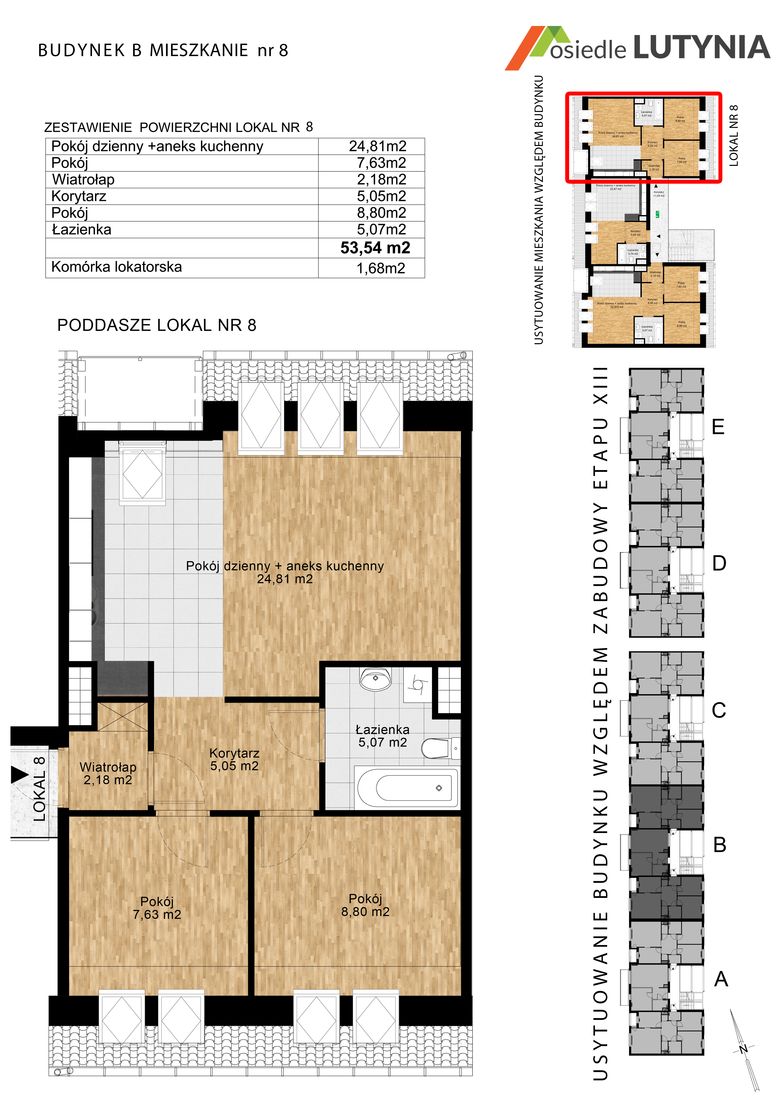 BUDYNEK B MIESZKANIE nr 8
osiedle LUTYNIA
ZESTAWIENIE POWIERZCHNI LOKAL NR 8
Pokój dzienny +aneks kuchenny 24,81m2
Pokój 7,63m2
Wiatrołap 2,18m2
Korytarz 5,05m2
Pokój 8,80m2
Łazienka 5,07m2
53,54 m2
Komórka lokatorska 1,68m2
USYTUOWANIE MIESZKANIA WZGLĘDEM BUDYNKU
LOKAL NR 8
PODDASZE LOKAL NR 8
Pokój dzienny + aneks kuchenny
24,81 m2
Łazienka
5,07 m2
Korytarz
5,05 m2
Wiatrołap
2,18 m2
LOKAL 8
Pokój
7,63 m2
Pokój
8,80 m2
USYTUOWANIE BUDYNKU WZGLĘDEM ZABUDOWY ETAPU XIII
E
D
C
B
A
N